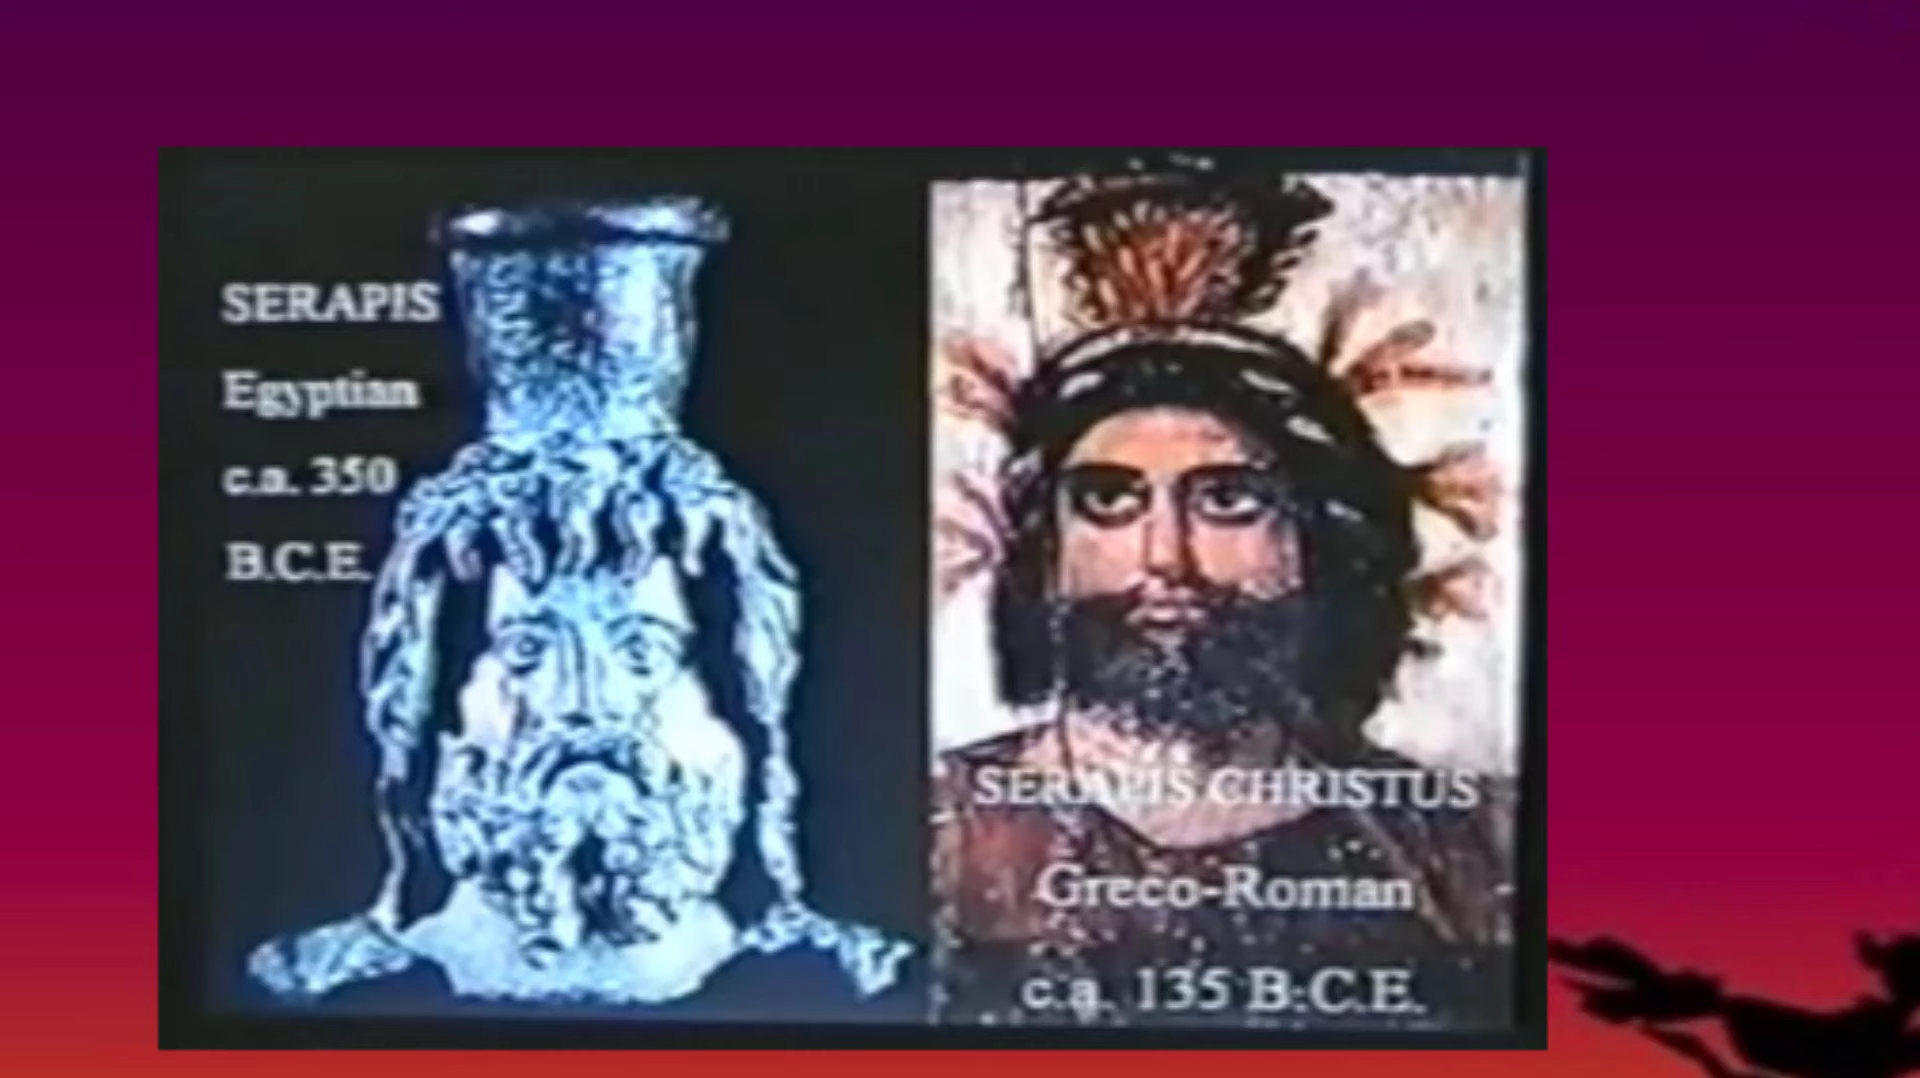 SERAPIS
Egyptian
c.a. 350
B.C.E.
SERAPIS CHRISTUS
Greco-Roman
c.a. 135 B.C.E.